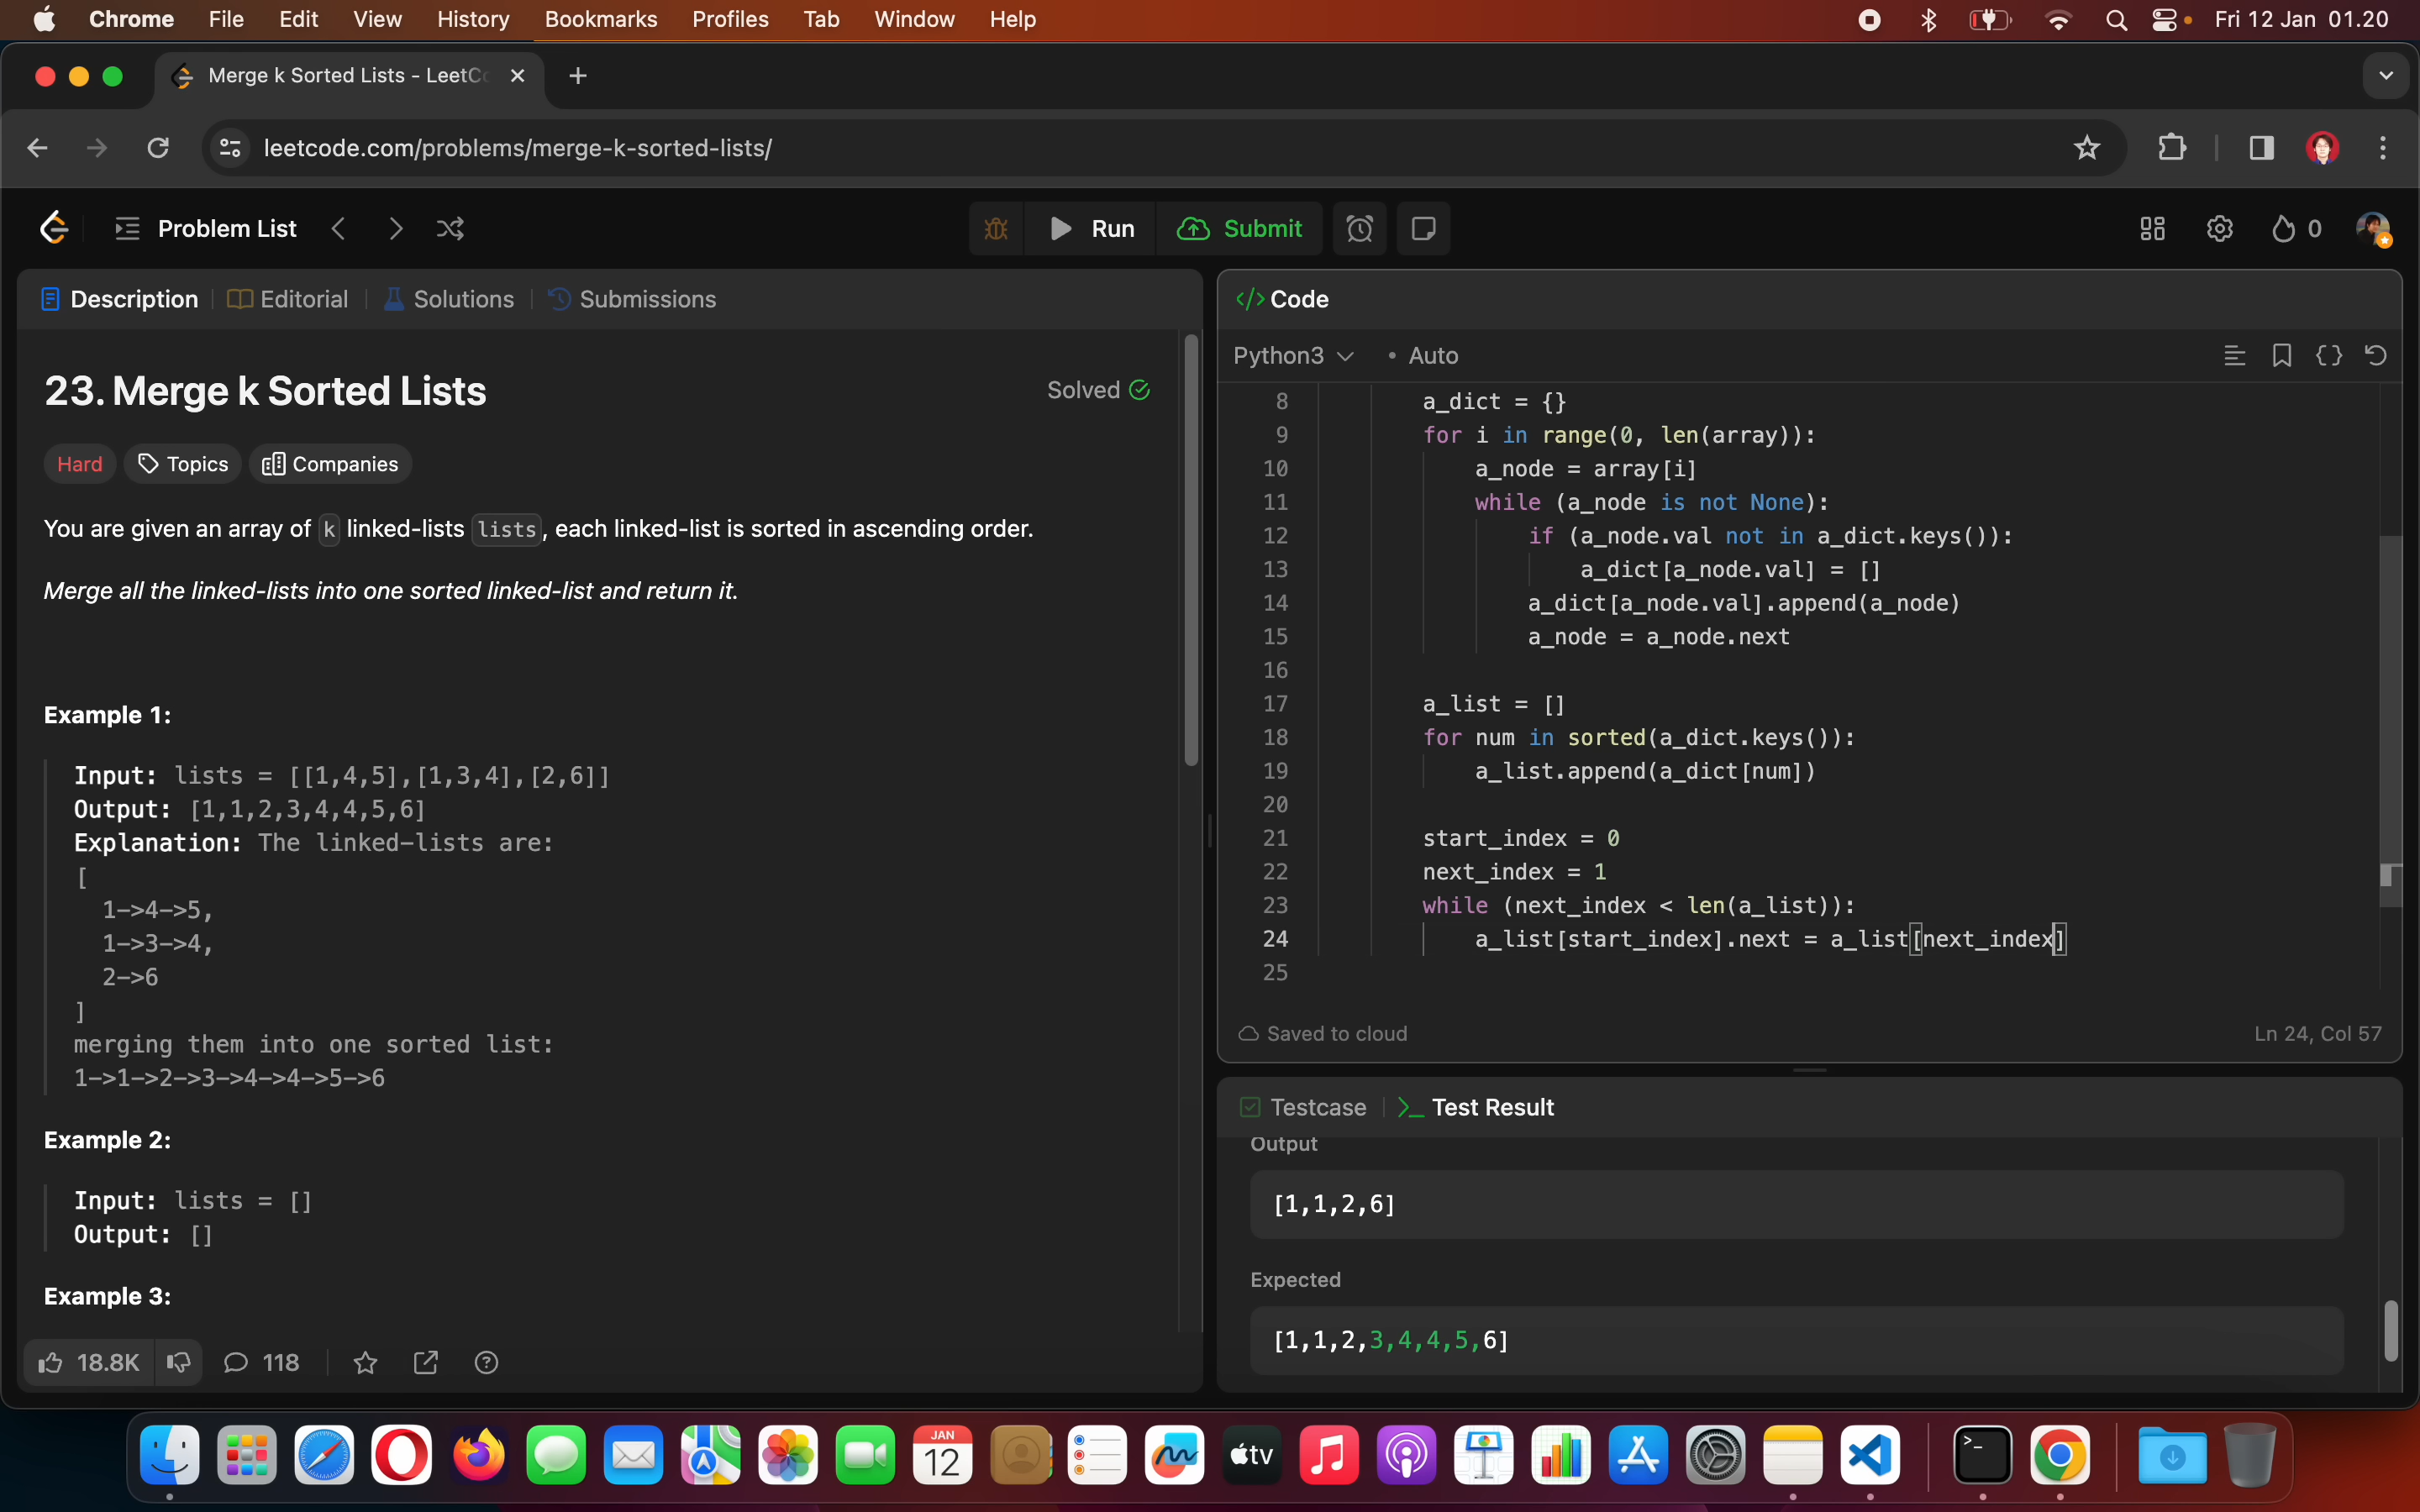 Chrome File Edit View History Bookmarks Profiles Tab Window Help Fri 12 Jan 01.20
Merge k Sorted Lists - LeetC
leetcode.com/problems/merge-k-sorted-lists/
Problem List Run Submit 0
Description Editorial Solutions Submissions
23. Merge k Sorted Lists
Solved
Hard Topics Companies
You are given an array of k linked-lists lists, each linked-list is sorted in ascending order.
Merge all the linked-lists into one sorted linked-list and return it.
Example 1:
Input: lists = [[1,4,5],[1,3,4],[2,6]]
Output: [1,1,2,3,4,4,5,6]
Explanation: The linked-lists are:
[
1->4->5,
1->3->4,
2->6
]
merging them into one sorted list:
1->1->2->3->4->4->5->6
Example 2:
Input: lists = []
Output: []
Example 3:
18.8K 118
</> Code
Python3 • Auto
8 a_dict = {}
9 for i in range(0, len(array)):
10 a_node = array[i]
11 while (a_node is not None):
12 if (a_node.val not in a_dict.keys()):
13 a_dict[a_node.val] = []
14 a_dict[a_node.val].append(a_node)
15 a_node = a_node.next
16
17 a_list = []
18 for num in sorted(a_dict.keys()):
19 a_list.append(a_dict[num])
20
21 start_index = 0
22 next_index = 1
23 while (next_index < len(a_list)):
24 a_list[start_index].next = a_list[next_index]
25
Saved to cloud Ln 24, Col 57
Testcase >_ Test Result
Output
[1,1,2,6]
Expected
[1,1,2,3,4,4,5,6]
JAN
12
tv
>_